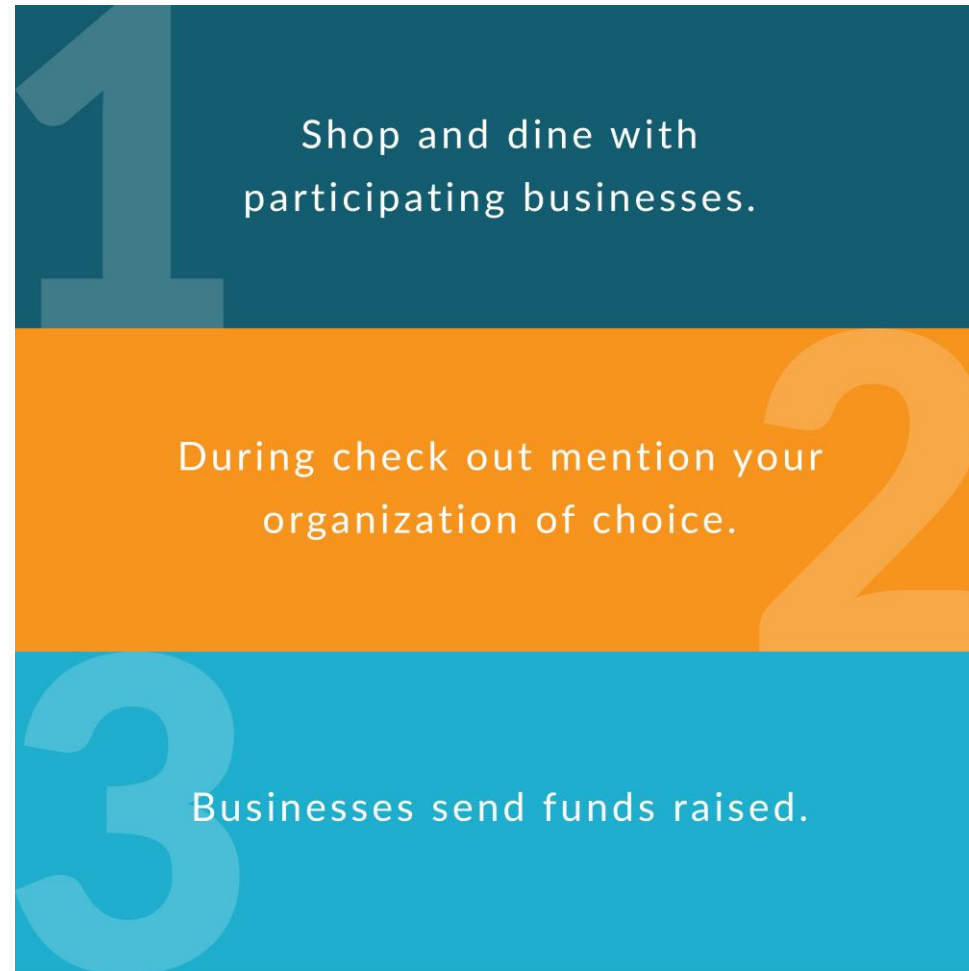 1
Shop and dine with
participating businesses.
2
During check out mention your
organization of choice.
3
Businesses send funds raised.